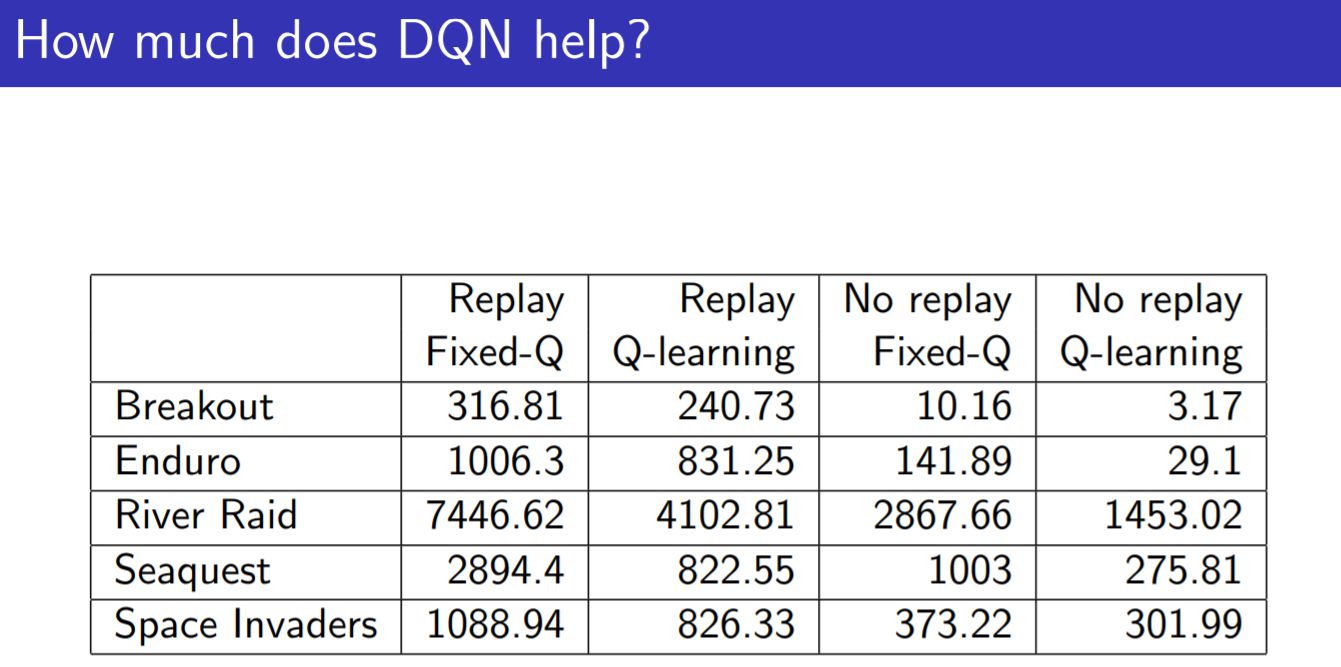 How much does DQN help?
Replay Replay No replay No replay
Fixed-Q Q-learning Fixed-Q Q-learning
Breakout 316.81 240.73 10.16 3.17
Enduro 1006.3 831.25 141.89 29.1
River Raid 7446.62 4102.81 2867.66 1453.02
Seaquest 2894.4 822.55 1003 275.81
Space Invaders 1088.94 826.33 373.22 301.99